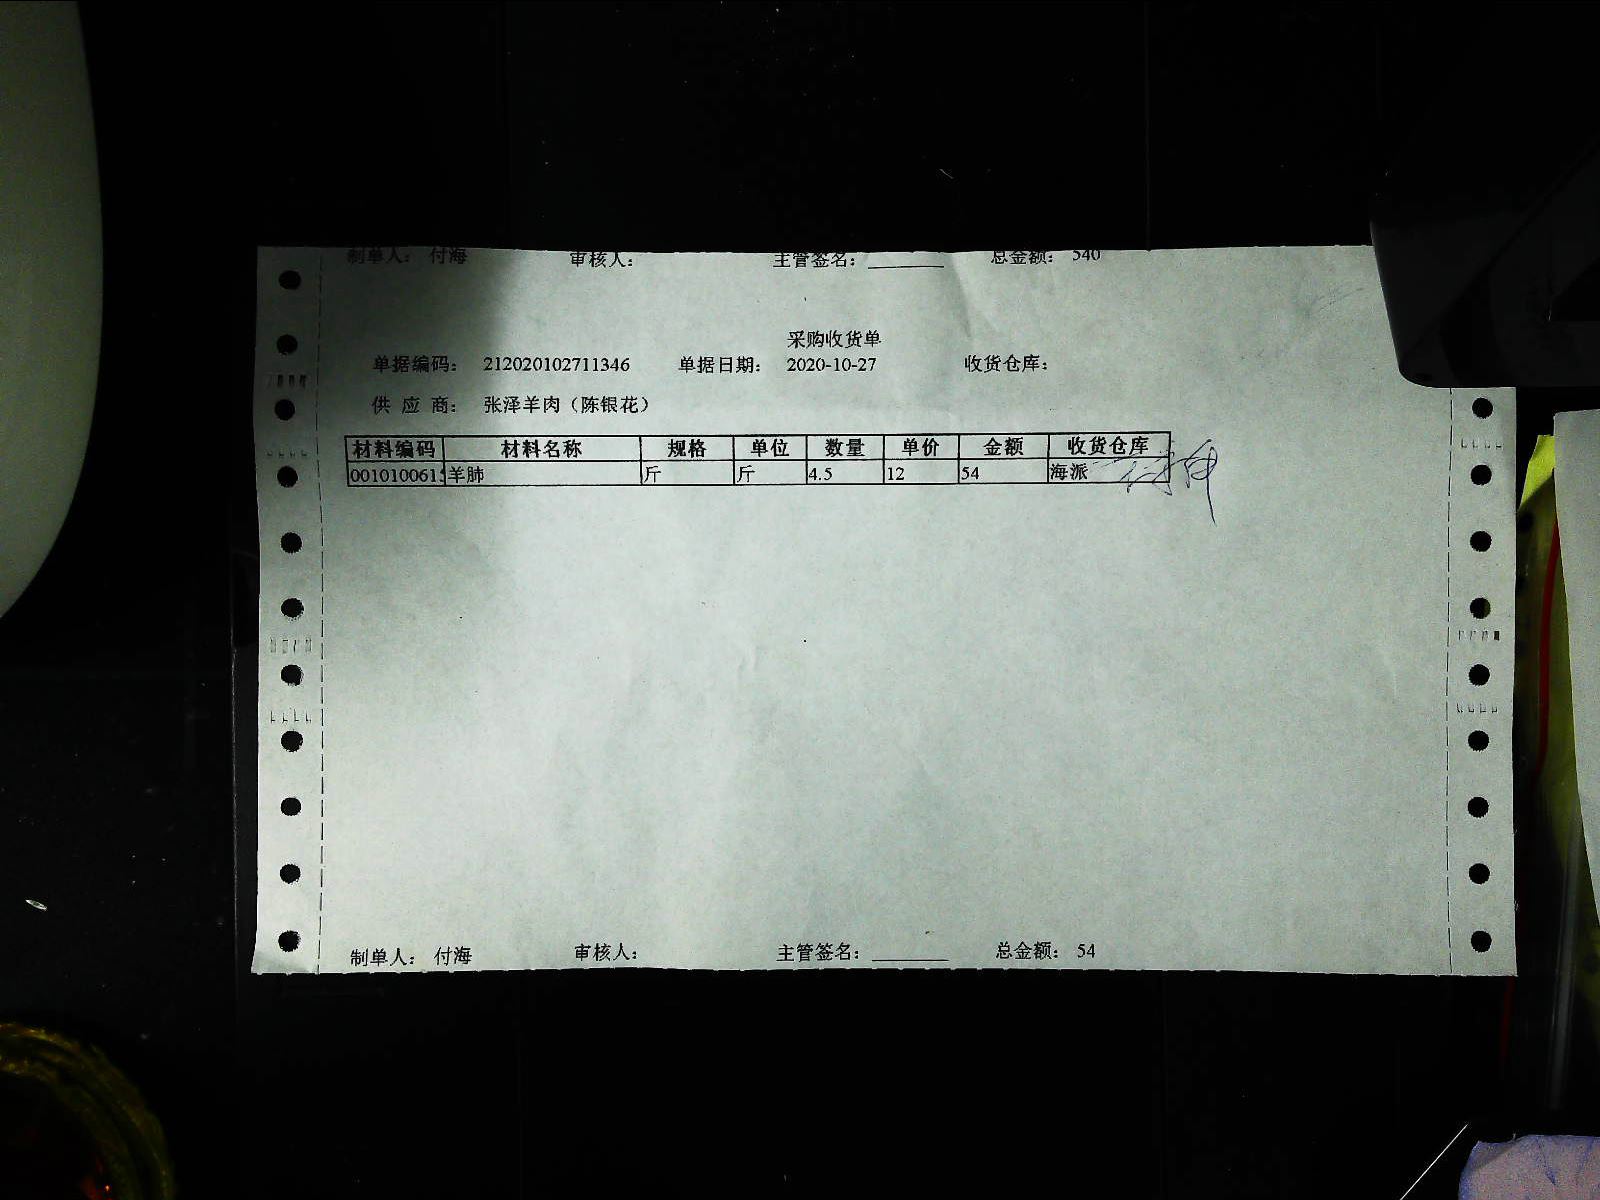 制单人： 付海 审核人： 主管签名：________ 总金额： 540
采购收货单
单据编码： 212020102711346 单据日期： 2020-10-27 收货仓库：
供 应 商： 张泽羊肉（陈银花）
材料编码 材料名称 规格 单位 数量 单价 金额 收货仓库
001010061 羊肺 斤 斤 4.5 12 54 海派
制单人： 付海 审核人： 主管签名：________ 总金额： 54